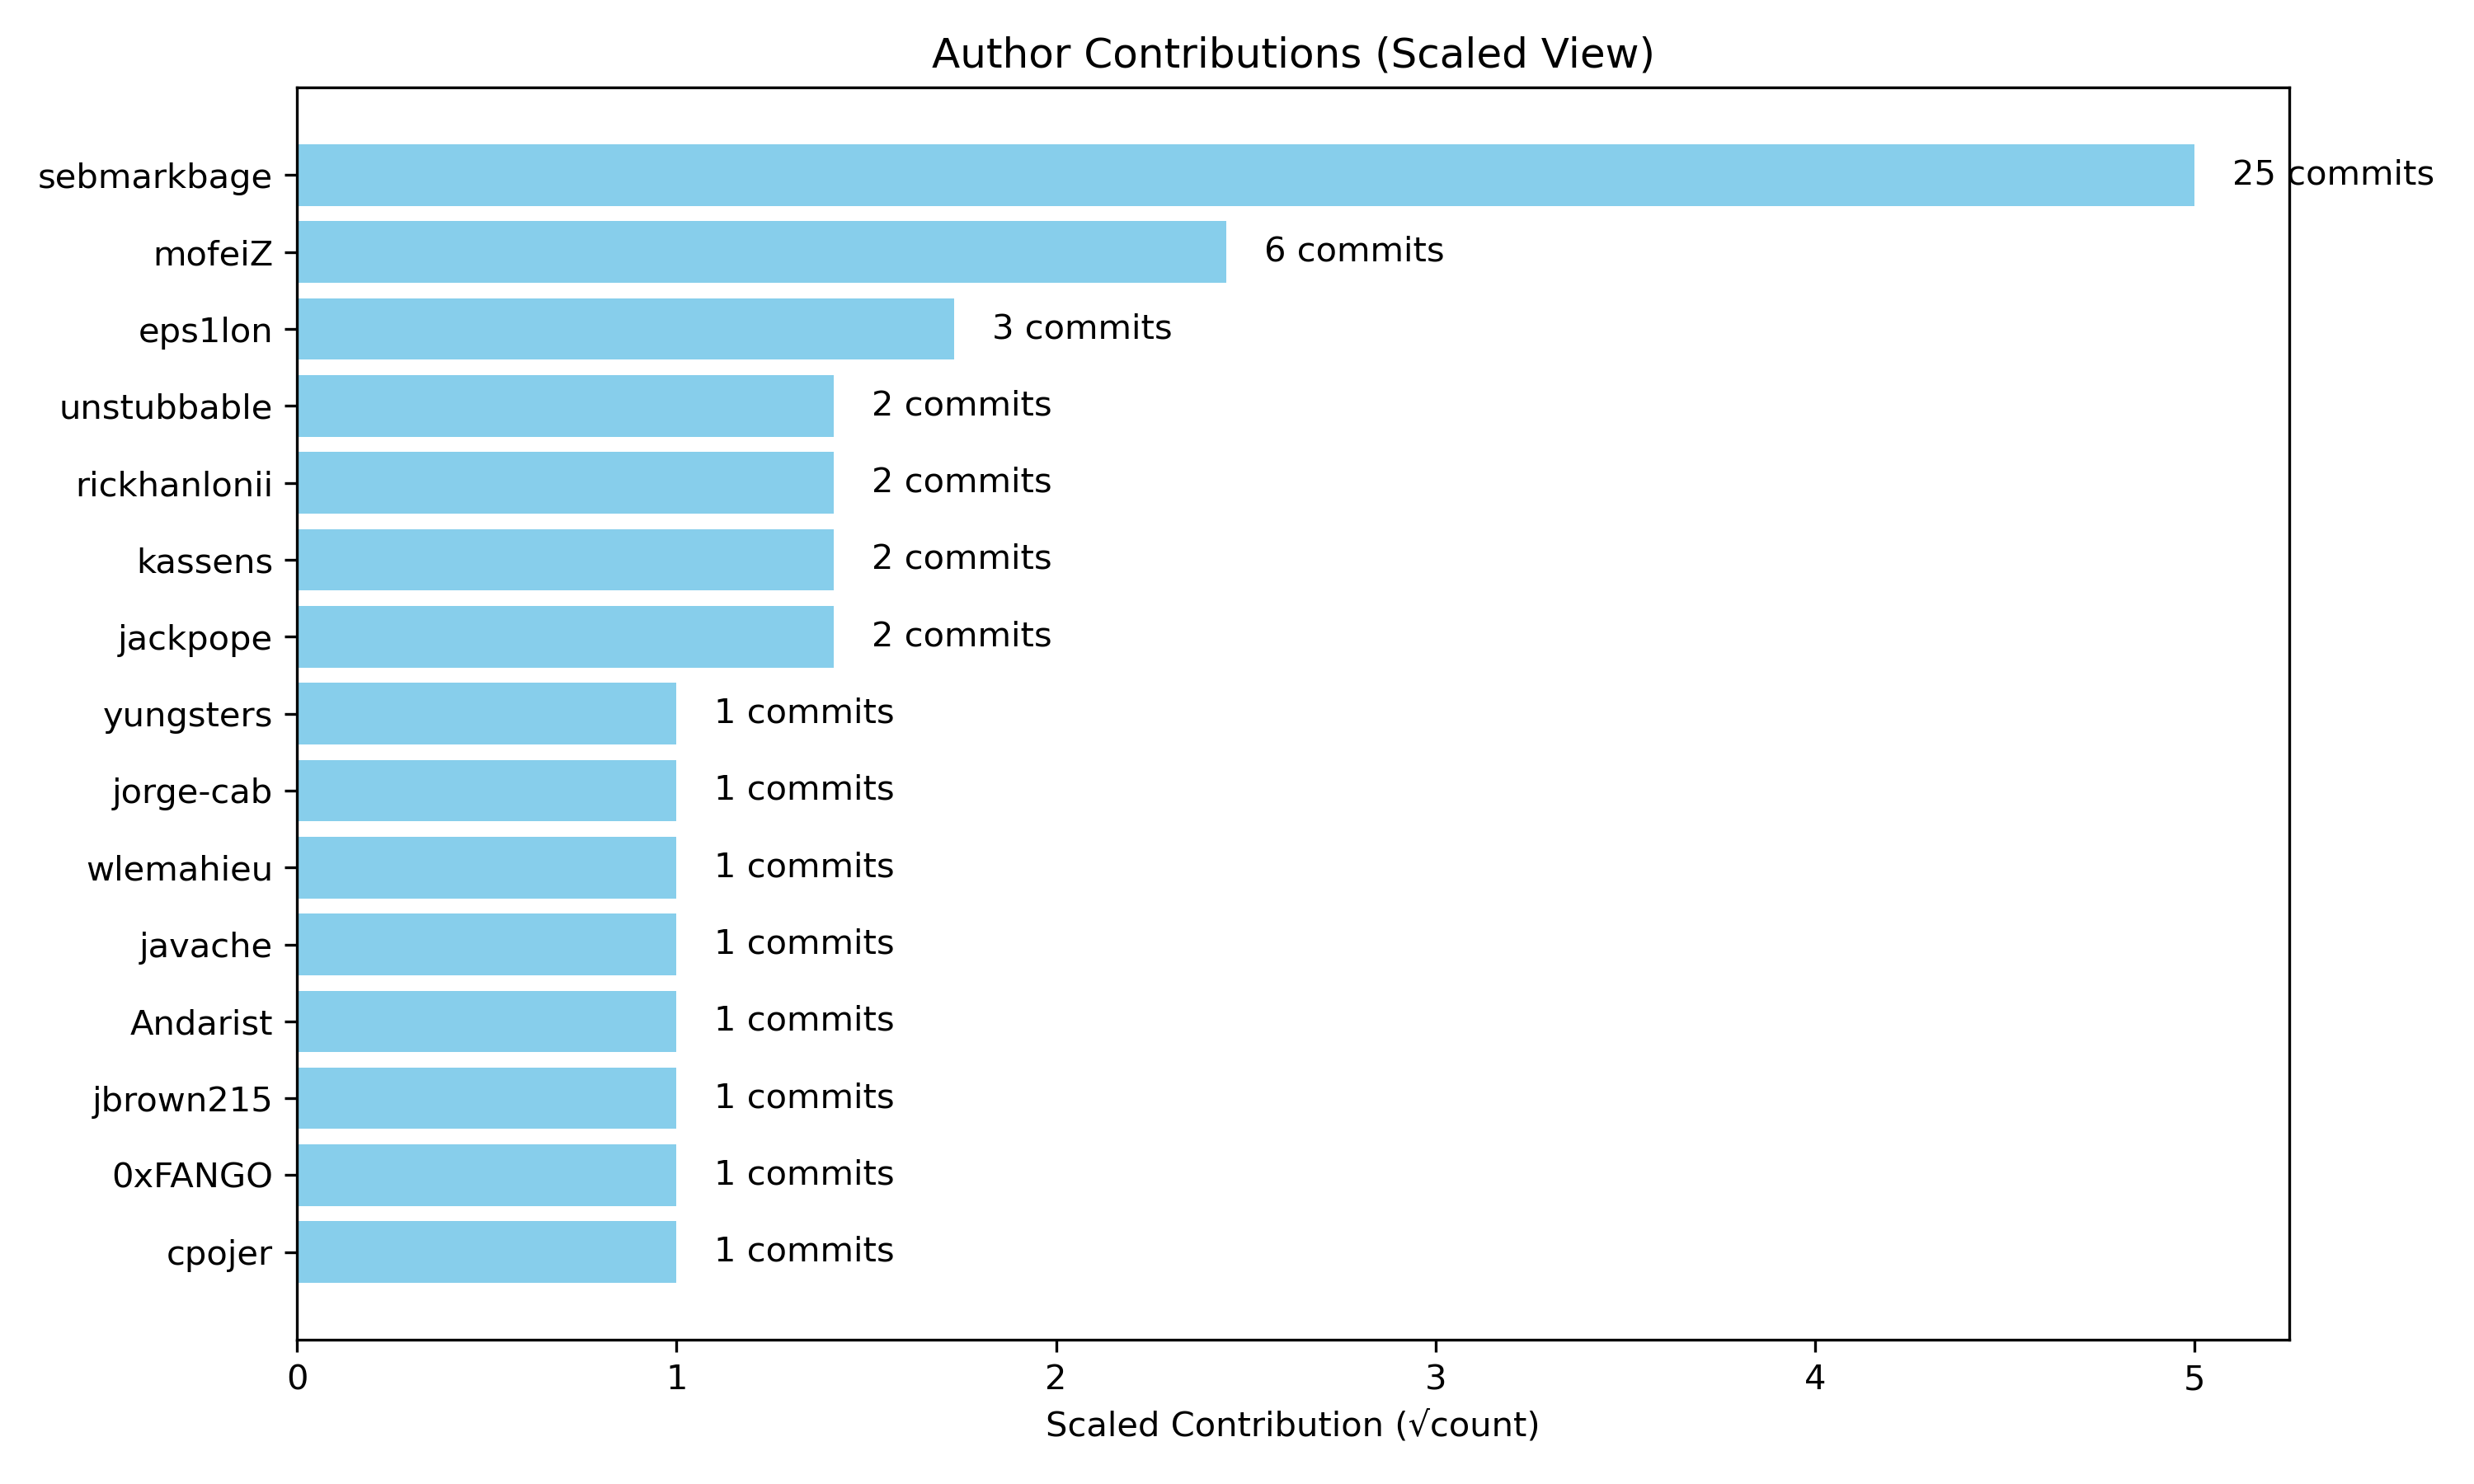 Author Contributions (Scaled View)
sebmarkbage 25 commits
mofeiZ 6 commits
eps1lon 3 commits
unstubbable 2 commits
rickhanlonii 2 commits
kassens 2 commits
jackpope 2 commits
yungsters 1 commits
jorge-cab 1 commits
wlemahieu 1 commits
javache 1 commits
Andarist 1 commits
jbrown215 1 commits
0xFANGO 1 commits
cpojer 1 commits
0 1 2 3 4 5
Scaled Contribution (√count)